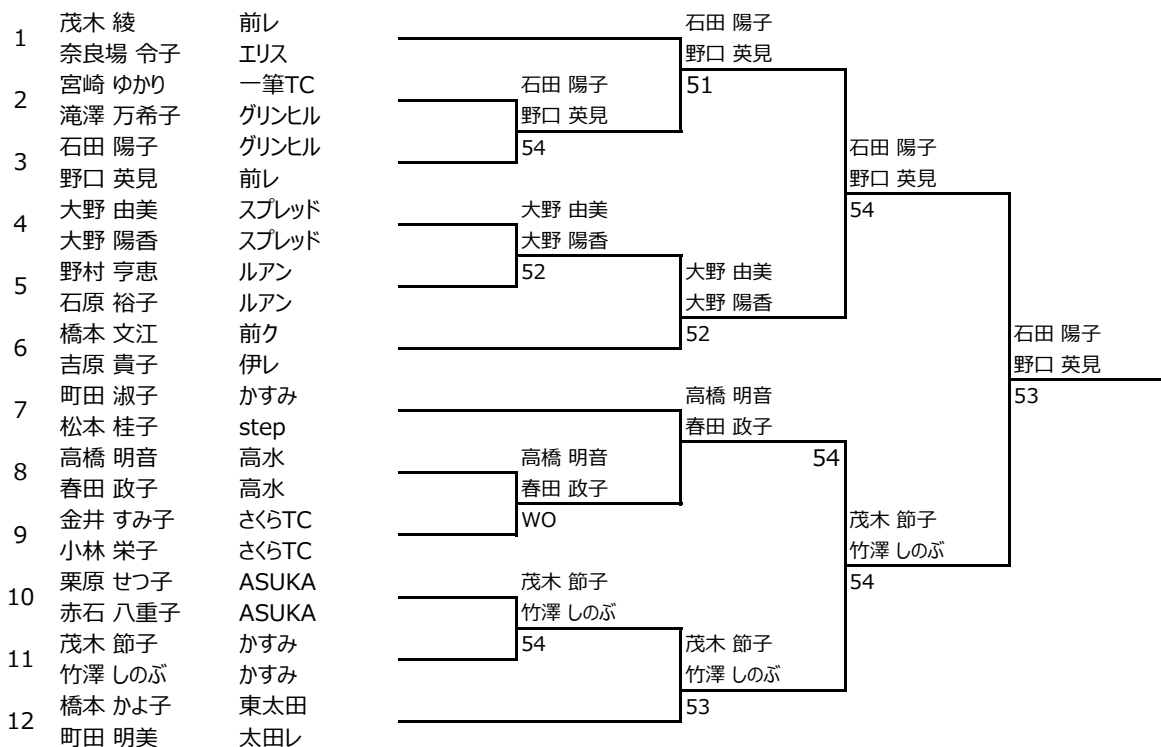 1
茂木 綾 前レ
奈良場 令子 エリス
2
宮崎 ゆかり 一筆TC
滝澤 万希子 グリンヒル
3
石田 陽子 グリンヒル
野口 英見 前レ
4
大野 由美 スプレッド
大野 陽香 スプレッド
5
野村 亨恵 ルアン
石原 裕子 ルアン
6
橋本 文江 前ク
吉原 貴子 伊レ
7
町田 淑子 かすみ
松本 桂子 step
8
高橋 明音 高水
春田 政子 高水
9
金井 すみ子 さくらTC
小林 栄子 さくらTC
10
栗原 せつ子 ASUKA
赤石 八重子 ASUKA
11
茂木 節子 かすみ
竹澤 しのぶ かすみ
12
橋本 かよ子 東太田
町田 明美 太田レ
石田 陽子
野口 英見
54
大野 由美
大野 陽香
52
高橋 明音
春田 政子
WO
茂木 節子
竹澤 しのぶ
54
石田 陽子
野口 英見
51
大野 由美
大野 陽香
52
高橋 明音
春田 政子
54
茂木 節子
竹澤 しのぶ
53
石田 陽子
野口 英見
54
茂木 節子
竹澤 しのぶ
54
石田 陽子
野口 英見
53